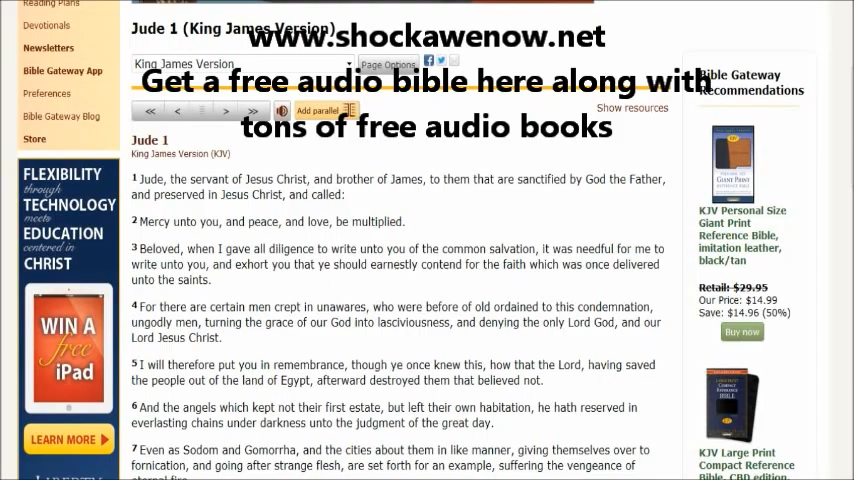 Reading Plans
Devotionals
Newsletters
Bible Gateway App
Preferences
Bible Gateway Blog
Store
FLEXIBILITY
through
TECHNOLOGY
meets
EDUCATION
centered in
CHRIST
WIN A
free
iPad
LEARN MORE
LIBERTY
www.shockawenow.net
Get a free audio bible here along with
tons of free audio books
Jude 1 (King James Version)
King James Version
Page Options
Add parallel
Show resources
Jude 1
King James Version (KJV)
1 Jude, the servant of Jesus Christ, and brother of James, to them that are sanctified by God the Father,
and preserved in Jesus Christ, and called:
2 Mercy unto you, and peace, and love, be multiplied.
3 Beloved, when I gave all diligence to write unto you of the common salvation, it was needful for me to
write unto you, and exhort you that ye should earnestly contend for the faith which was once delivered
unto the saints.
4 For there are certain men crept in unawares, who were before of old ordained to this condemnation,
ungodly men, turning the grace of our God into lasciviousness, and denying the only Lord God, and our
Lord Jesus Christ.
5 I will therefore put you in remembrance, though ye once knew this, how that the Lord, having saved
the people out of the land of Egypt, afterward destroyed them that believed not.
6 And the angels which kept not their first estate, but left their own habitation, he hath reserved in
everlasting chains under darkness unto the judgment of the great day.
7 Even as Sodom and Gomorrha, and the cities about them in like manner, giving themselves over to
fornication, and going after strange flesh, are set forth for an example, suffering the vengeance of
eternal fire.
Bible Gateway
Recommendations
KJV Personal Size
Giant Print
Reference Bible,
imitation leather,
black/tan
Retail: $29.95
Our Price: $14.99
Save: $14.96 (50%)
Buy now
KJV Large Print
Compact Reference
Bible, CBD edition,